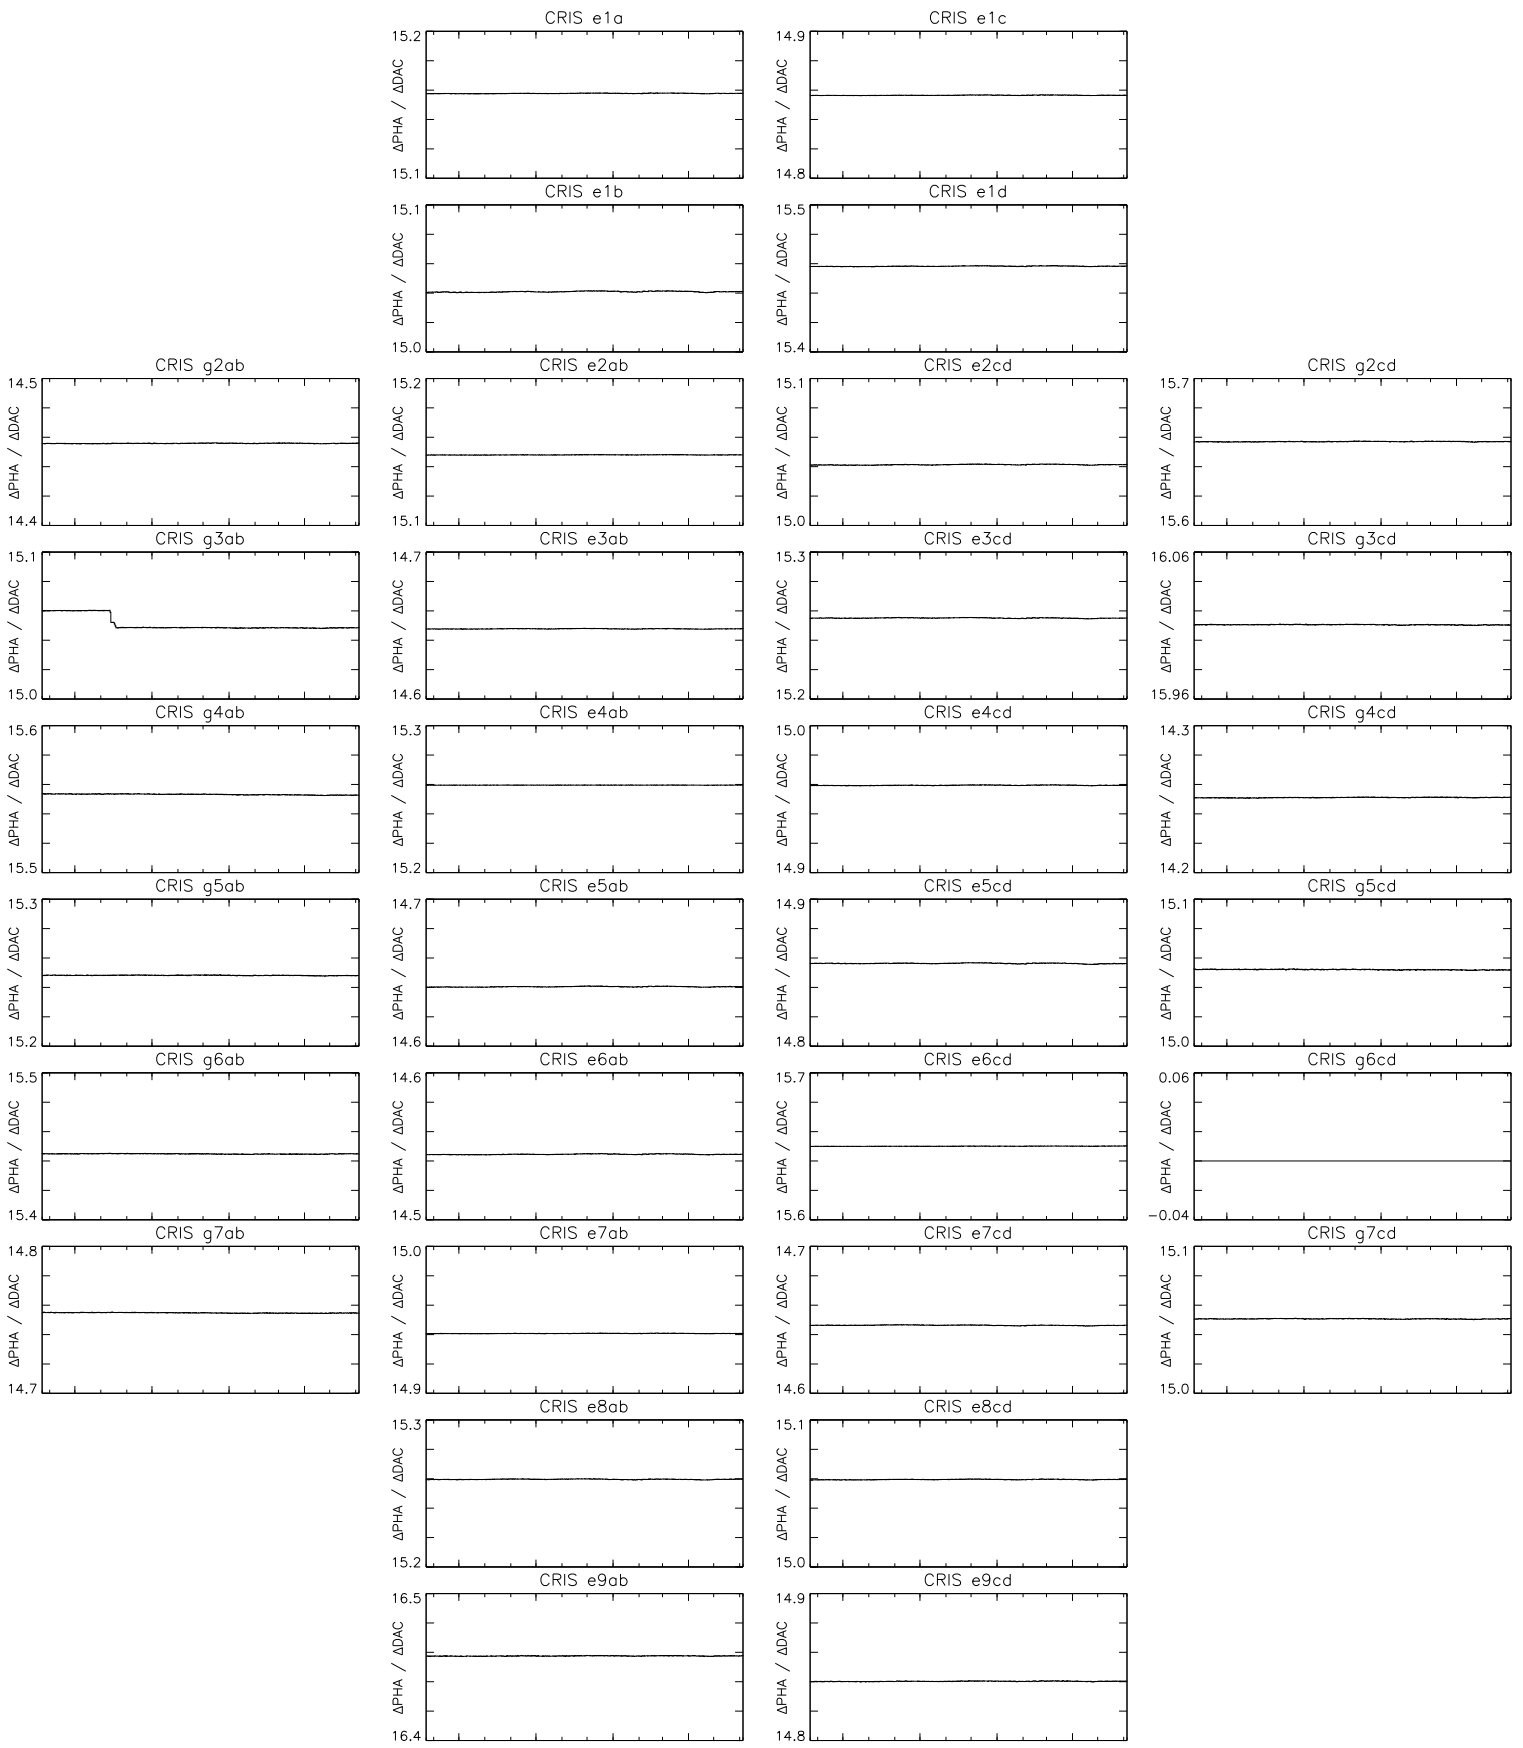 CRIS e1a
15.2
ΔPHA / ΔDAC
15.1
CRIS e1c
14.9
ΔPHA / ΔDAC
14.8
CRIS e1b
15.1
ΔPHA / ΔDAC
15.0
CRIS e1d
15.5
ΔPHA / ΔDAC
15.4
CRIS g2ab
14.5
ΔPHA / ΔDAC
14.4
CRIS e2ab
15.2
ΔPHA / ΔDAC
15.1
CRIS e2cd
15.1
ΔPHA / ΔDAC
15.0
CRIS g2cd
15.7
ΔPHA / ΔDAC
15.6
CRIS g3ab
15.1
ΔPHA / ΔDAC
15.0
CRIS e3ab
14.7
ΔPHA / ΔDAC
14.6
CRIS e3cd
15.3
ΔPHA / ΔDAC
15.2
CRIS g3cd
16.06
ΔPHA / ΔDAC
15.96
CRIS g4ab
15.6
ΔPHA / ΔDAC
15.5
CRIS e4ab
15.3
ΔPHA / ΔDAC
15.2
CRIS e4cd
15.0
ΔPHA / ΔDAC
14.9
CRIS g4cd
14.3
ΔPHA / ΔDAC
14.2
CRIS g5ab
15.3
ΔPHA / ΔDAC
15.2
CRIS e5ab
14.7
ΔPHA / ΔDAC
14.6
CRIS e5cd
14.9
ΔPHA / ΔDAC
14.8
CRIS g5cd
15.1
ΔPHA / ΔDAC
15.0
CRIS g6ab
15.5
ΔPHA / ΔDAC
15.4
CRIS e6ab
14.6
ΔPHA / ΔDAC
14.5
CRIS e6cd
15.7
ΔPHA / ΔDAC
15.6
CRIS g6cd
0.06
ΔPHA / ΔDAC
−0.04
CRIS g7ab
14.8
ΔPHA / ΔDAC
14.7
CRIS e7ab
15.0
ΔPHA / ΔDAC
14.9
CRIS e7cd
14.7
ΔPHA / ΔDAC
14.6
CRIS g7cd
15.1
ΔPHA / ΔDAC
15.0
CRIS e8ab
15.3
ΔPHA / ΔDAC
15.2
CRIS e8cd
15.1
ΔPHA / ΔDAC
15.0
CRIS e9ab
16.5
ΔPHA / ΔDAC
16.4
CRIS e9cd
14.9
ΔPHA / ΔDAC
14.8